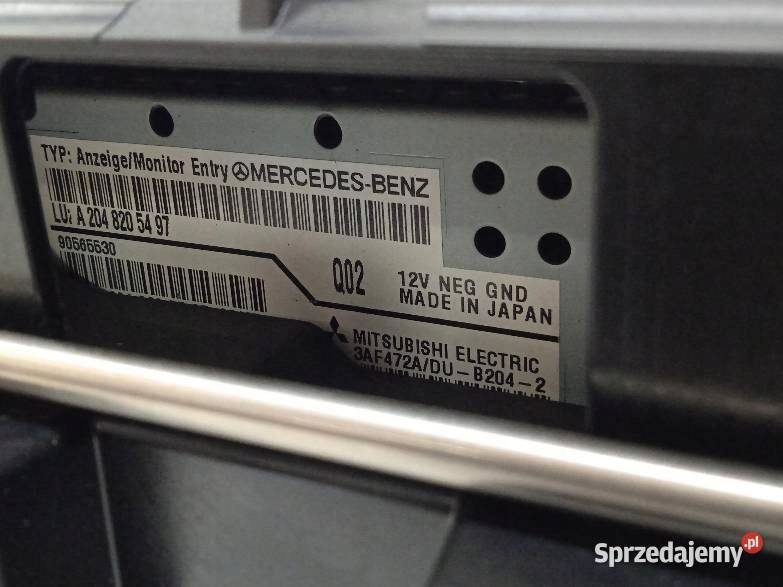 TYP: Anzeige/Monitor Entry MERCEDES-BENZ
LU: A 204 820 54 97
90565530
Q02
12V NEG GND
MADE IN JAPAN
MITSUBISHI ELECTRIC
3AF472A/DU-B204-2
Sprzedajemy.pl